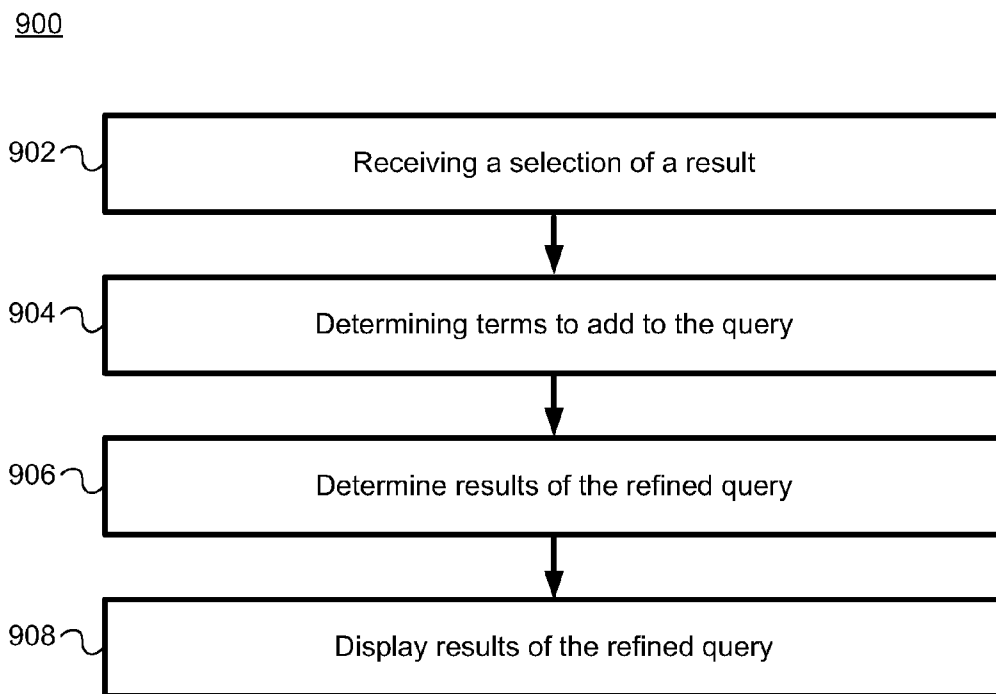 900
902
Receiving a selection of a result
904
Determining terms to add to the query
906
Determine results of the refined query
908
Display results of the refined query